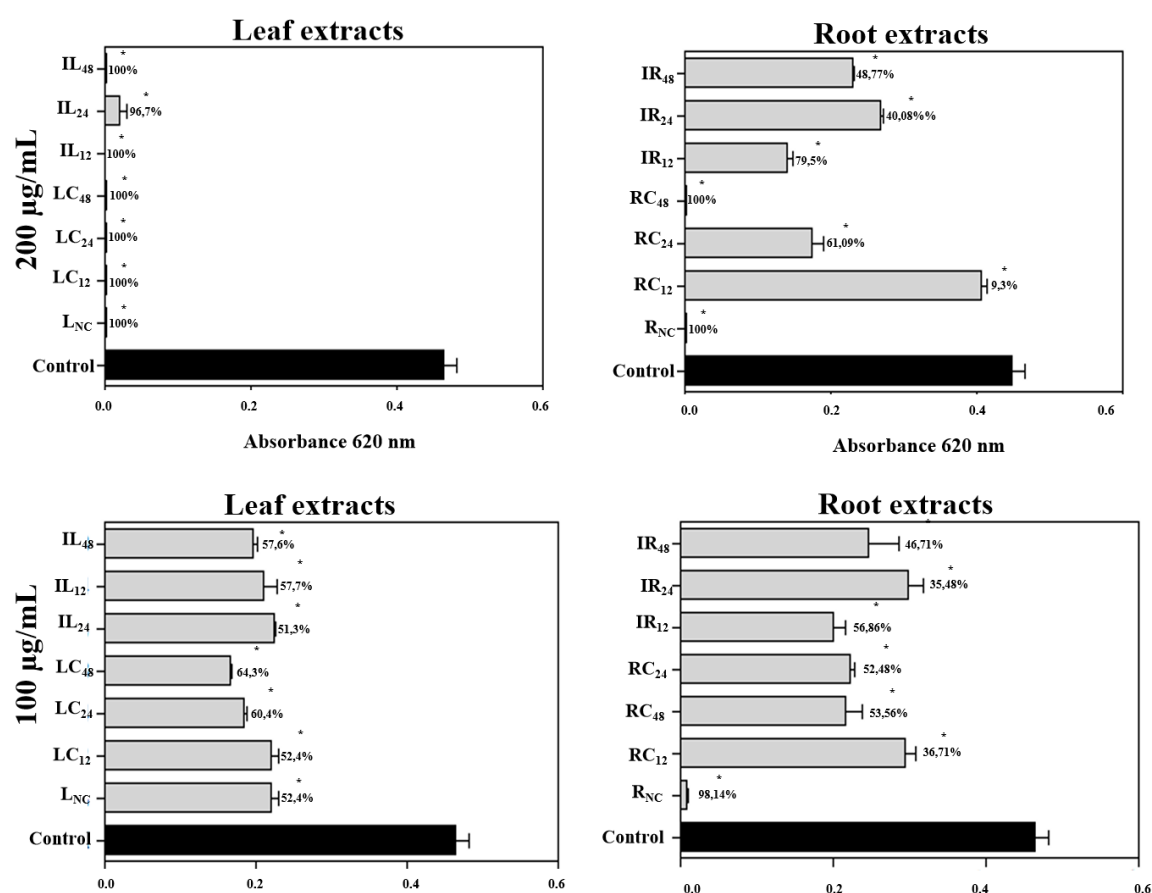 Leaf extracts
200 µg/mL
IL48 * 100%
IL24 * 96,7%
IL12 * 100%
LC48 * 100%
LC24 * 100%
LC12 * 100%
LNC * 100%
Control
0.0 0.2 0.4 0.6
Absorbance 620 nm
Root extracts
IR48 * 48,77%
IR24 * 40,08%%
IR12 * 79,5%
RC48 * 100%
RC24 * 61,09%
RC12 * 9,3%
RNC * 100%
Control
0.0 0.2 0.4 0.6
Absorbance 620 nm
Leaf extracts
100 µg/mL
IL48 * 57,6%
IL12 * 57,7%
IL24 * 51,3%
LC48 * 64,3%
LC24 * 60,4%
LC12 * 52,4%
LNC * 52,4%
Control
0.0 0.2 0.4 0.6
Root extracts
IR48 * 46,71%
IR24 * 35,48%
IR12 * 56,86%
RC24 * 52,48%
RC48 * 53,56%
RC12 * 36,71%
RNC * 98,14%
Control
0.0 0.2 0.4 0.6